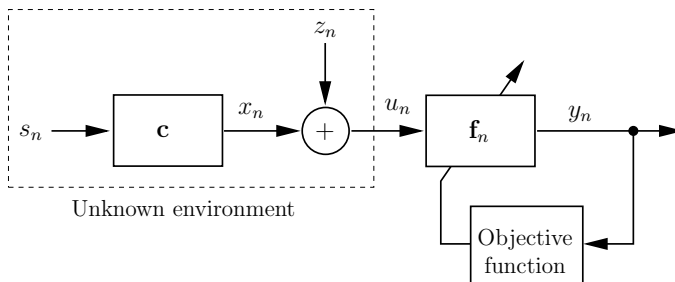 z_n
s_n
c
x_n
+
u_n
f_n
y_n
Unknown environment
Objective
function